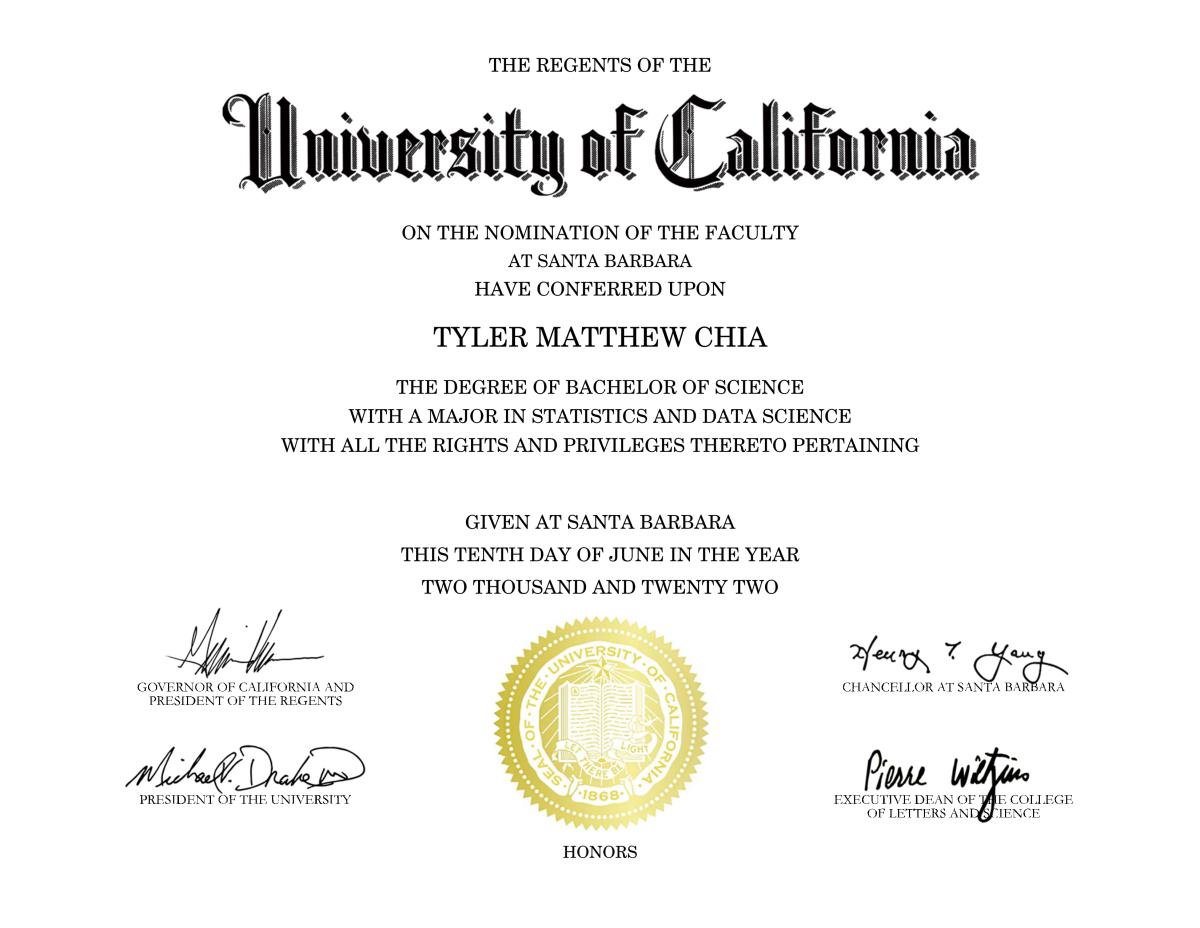 THE REGENTS OF THE
University of California
ON THE NOMINATION OF THE FACULTY
AT SANTA BARBARA
HAVE CONFERRED UPON
TYLER MATTHEW CHIA
THE DEGREE OF BACHELOR OF SCIENCE
WITH A MAJOR IN STATISTICS AND DATA SCIENCE
WITH ALL THE RIGHTS AND PRIVILEGES THERETO PERTAINING
GIVEN AT SANTA BARBARA
THIS TENTH DAY OF JUNE IN THE YEAR
TWO THOUSAND AND TWENTY TWO
GOVERNOR OF CALIFORNIA AND
PRESIDENT OF THE REGENTS
Michael V. Drake MD
PRESIDENT OF THE UNIVERSITY
·SEAL·OF·THE·UNIVERSITY·OF·CALIFORNIA·
LET THERE BE LIGHT
·1868·
Henry T. Yang
CHANCELLOR AT SANTA BARBARA
Pierre Wiltzius
EXECUTIVE DEAN OF THE COLLEGE
OF LETTERS AND SCIENCE
HONORS